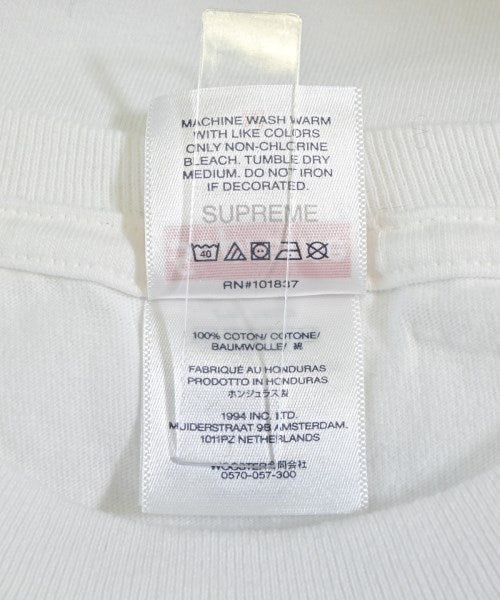 MACHINE WASH WARM
WITH LIKE COLORS
ONLY NON-CHLORINE
BLEACH. TUMBLE DRY
MEDIUM. DO NOT IRON
IF DECORATED.
SUPREME
40
RN#101837
100% COTON/ COTONE/
BAUMWOLLE/ 綿
FABRIQUÉ AU HONDURAS
PRODOTTO IN HONDURAS
ホンジュラス製
1994 INC. LTD.
MUIDERSTRAAT 9B AMSTERDAM.
1011PZ NETHERLANDS
WOOSTER合同会社
0570-057-300